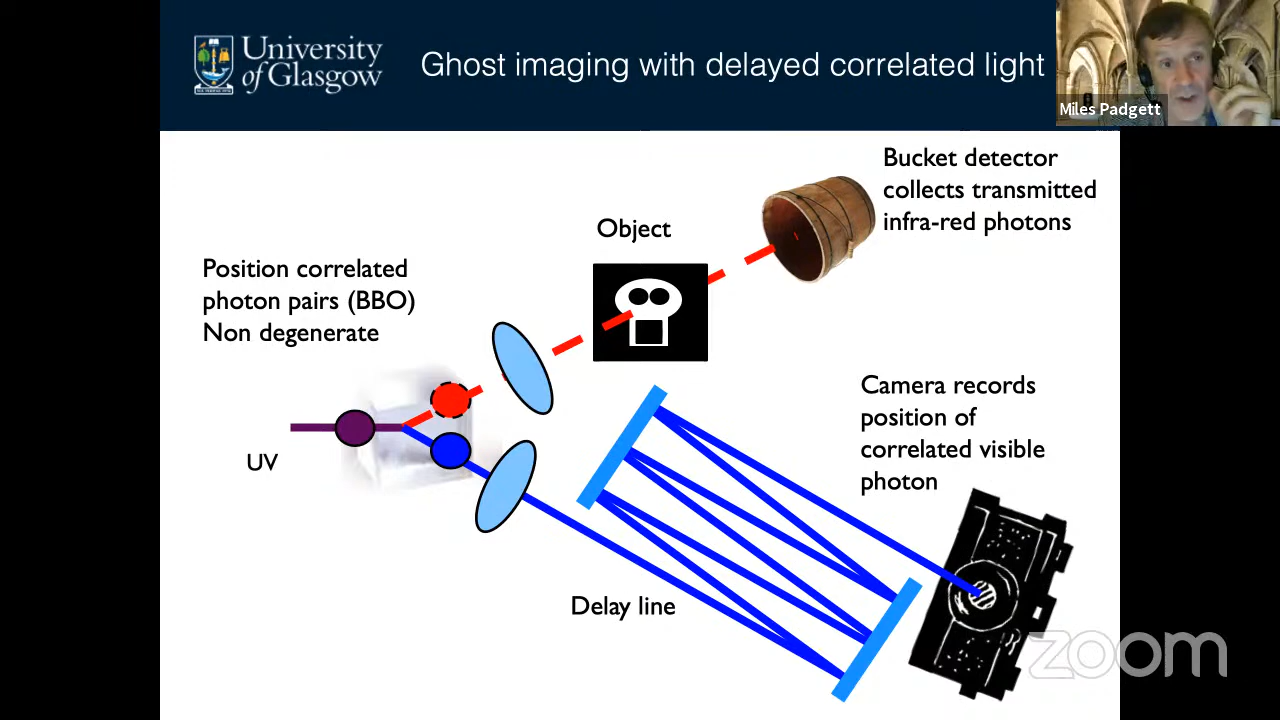 University
of Glasgow
Ghost imaging with delayed correlated light
Miles Padgett
Bucket detector
collects transmitted
infra-red photons
Object
Position correlated
photon pairs (BBO)
Non degenerate
Camera records
position of
correlated visible
photon
UV
Delay line
zoom